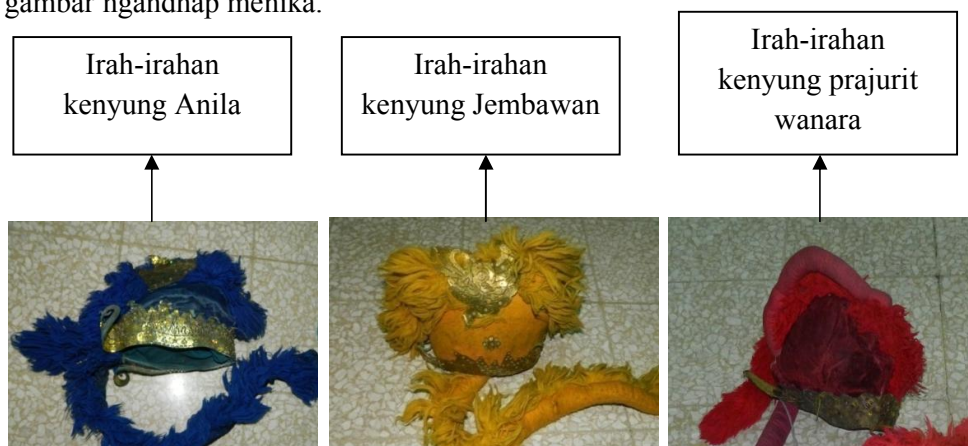 gambar ngandhap menika.
Irah-irahan
kenyung Anila
Irah-irahan
kenyung Jembawan
Irah-irahan
kenyung prajurit
wanara